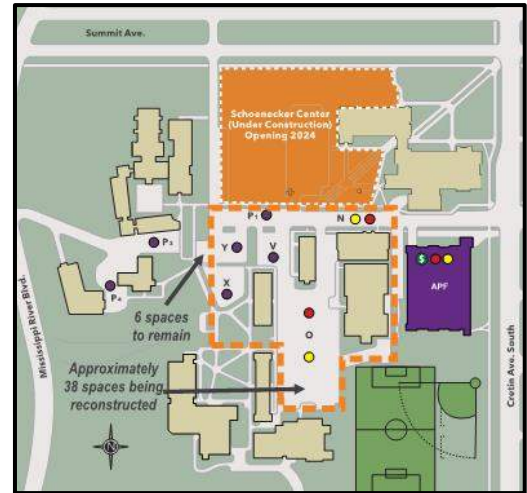 Summit Ave.
Schoenecker Center
(Under Construction)
Opening 2024
P1
N
P3
Y
V
$
APF
P4
X
6 spaces
to remain
Mississippi River Blvd.
Cretin Ave. South
Approximately
38 spaces being
reconstructed
N